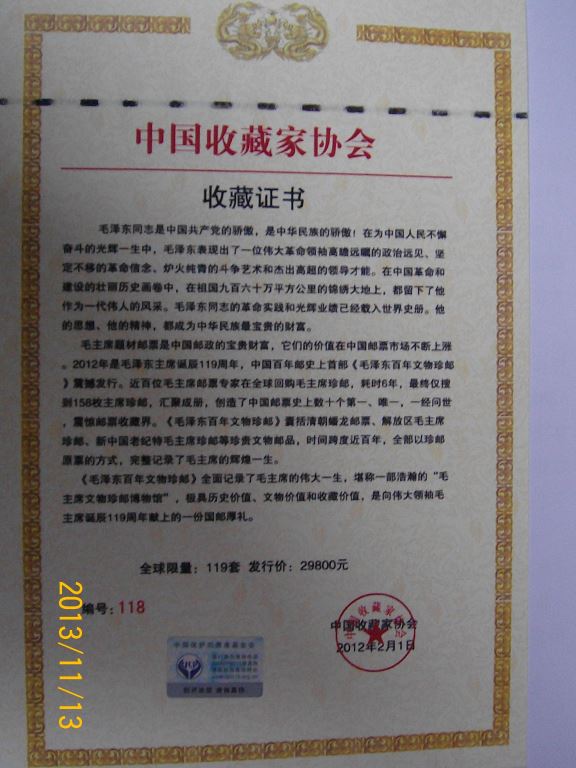 中国收藏家协会
收藏证书
毛泽东同志是中国共产党的骄傲，是中华民族的骄傲！在为中国人民不懈
奋斗的光辉一生中，毛泽东表现出了一位伟大革命领袖高瞻远瞩的政治远见、坚
定不移的革命信念、炉火纯青的斗争艺术和杰出高超的领导才能。在中国革命和
建设的壮丽历史画卷中，在祖国九百六十万平方公里的锦绣大地上，都留下了他
作为一代伟人的风采。毛泽东同志的革命实践和光辉业绩已经载入世界史册。他
的思想、他的精神，都成为中华民族最宝贵的财富。
毛主席题材邮票是中国邮政的宝贵财富，它们的价值在中国邮票市场不断上涨
。2012年是毛泽东主席诞辰119周年，中国百年邮史上首部《毛泽东百年文物珍邮
》震撼发行。近百位毛主席邮票专家在全球回购毛主席珍邮，耗时6年，最终仅搜
到158枚主席珍邮，汇聚成册，创造了中国邮票史上数十个第一、唯一，一经问世
，震惊邮票收藏界。《毛泽东百年文物珍邮》囊括清朝蟠龙邮票、解放区毛主席
珍邮、新中国老纪特毛主席珍邮等珍贵文物邮品，时间跨度近百年，全部以珍邮
原票的方式，完整记录了毛主席的辉煌一生。
《毛泽东百年文物珍邮》全面记录了毛主席的伟大一生，堪称一部浩瀚的“毛
主席文物珍邮博物馆”，极具历史价值、文物价值和收藏价值，是向伟大领袖毛
主席诞辰119周年献上的一份国邮厚礼。
全球限量：119套 发行价：29800元
编号：118
中国收藏家协会
中国收藏家协会
2012年2月1日
2013/11/13